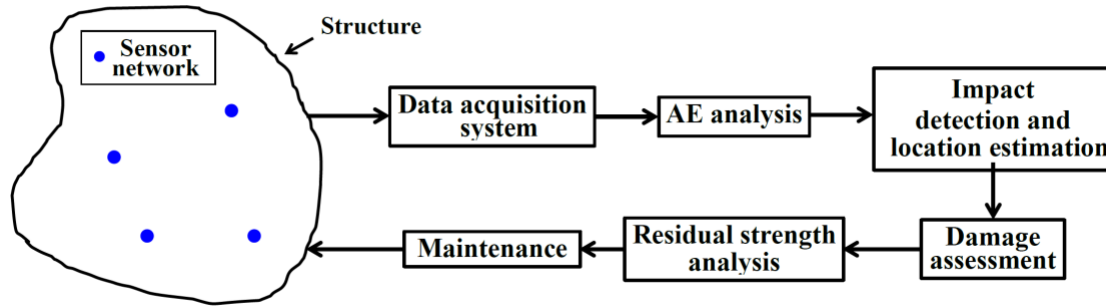 Structure
Sensor
network
Data acquisition
system
AE analysis
Impact
detection and
location estimation
Damage
assessment
Residual strength
analysis
Maintenance